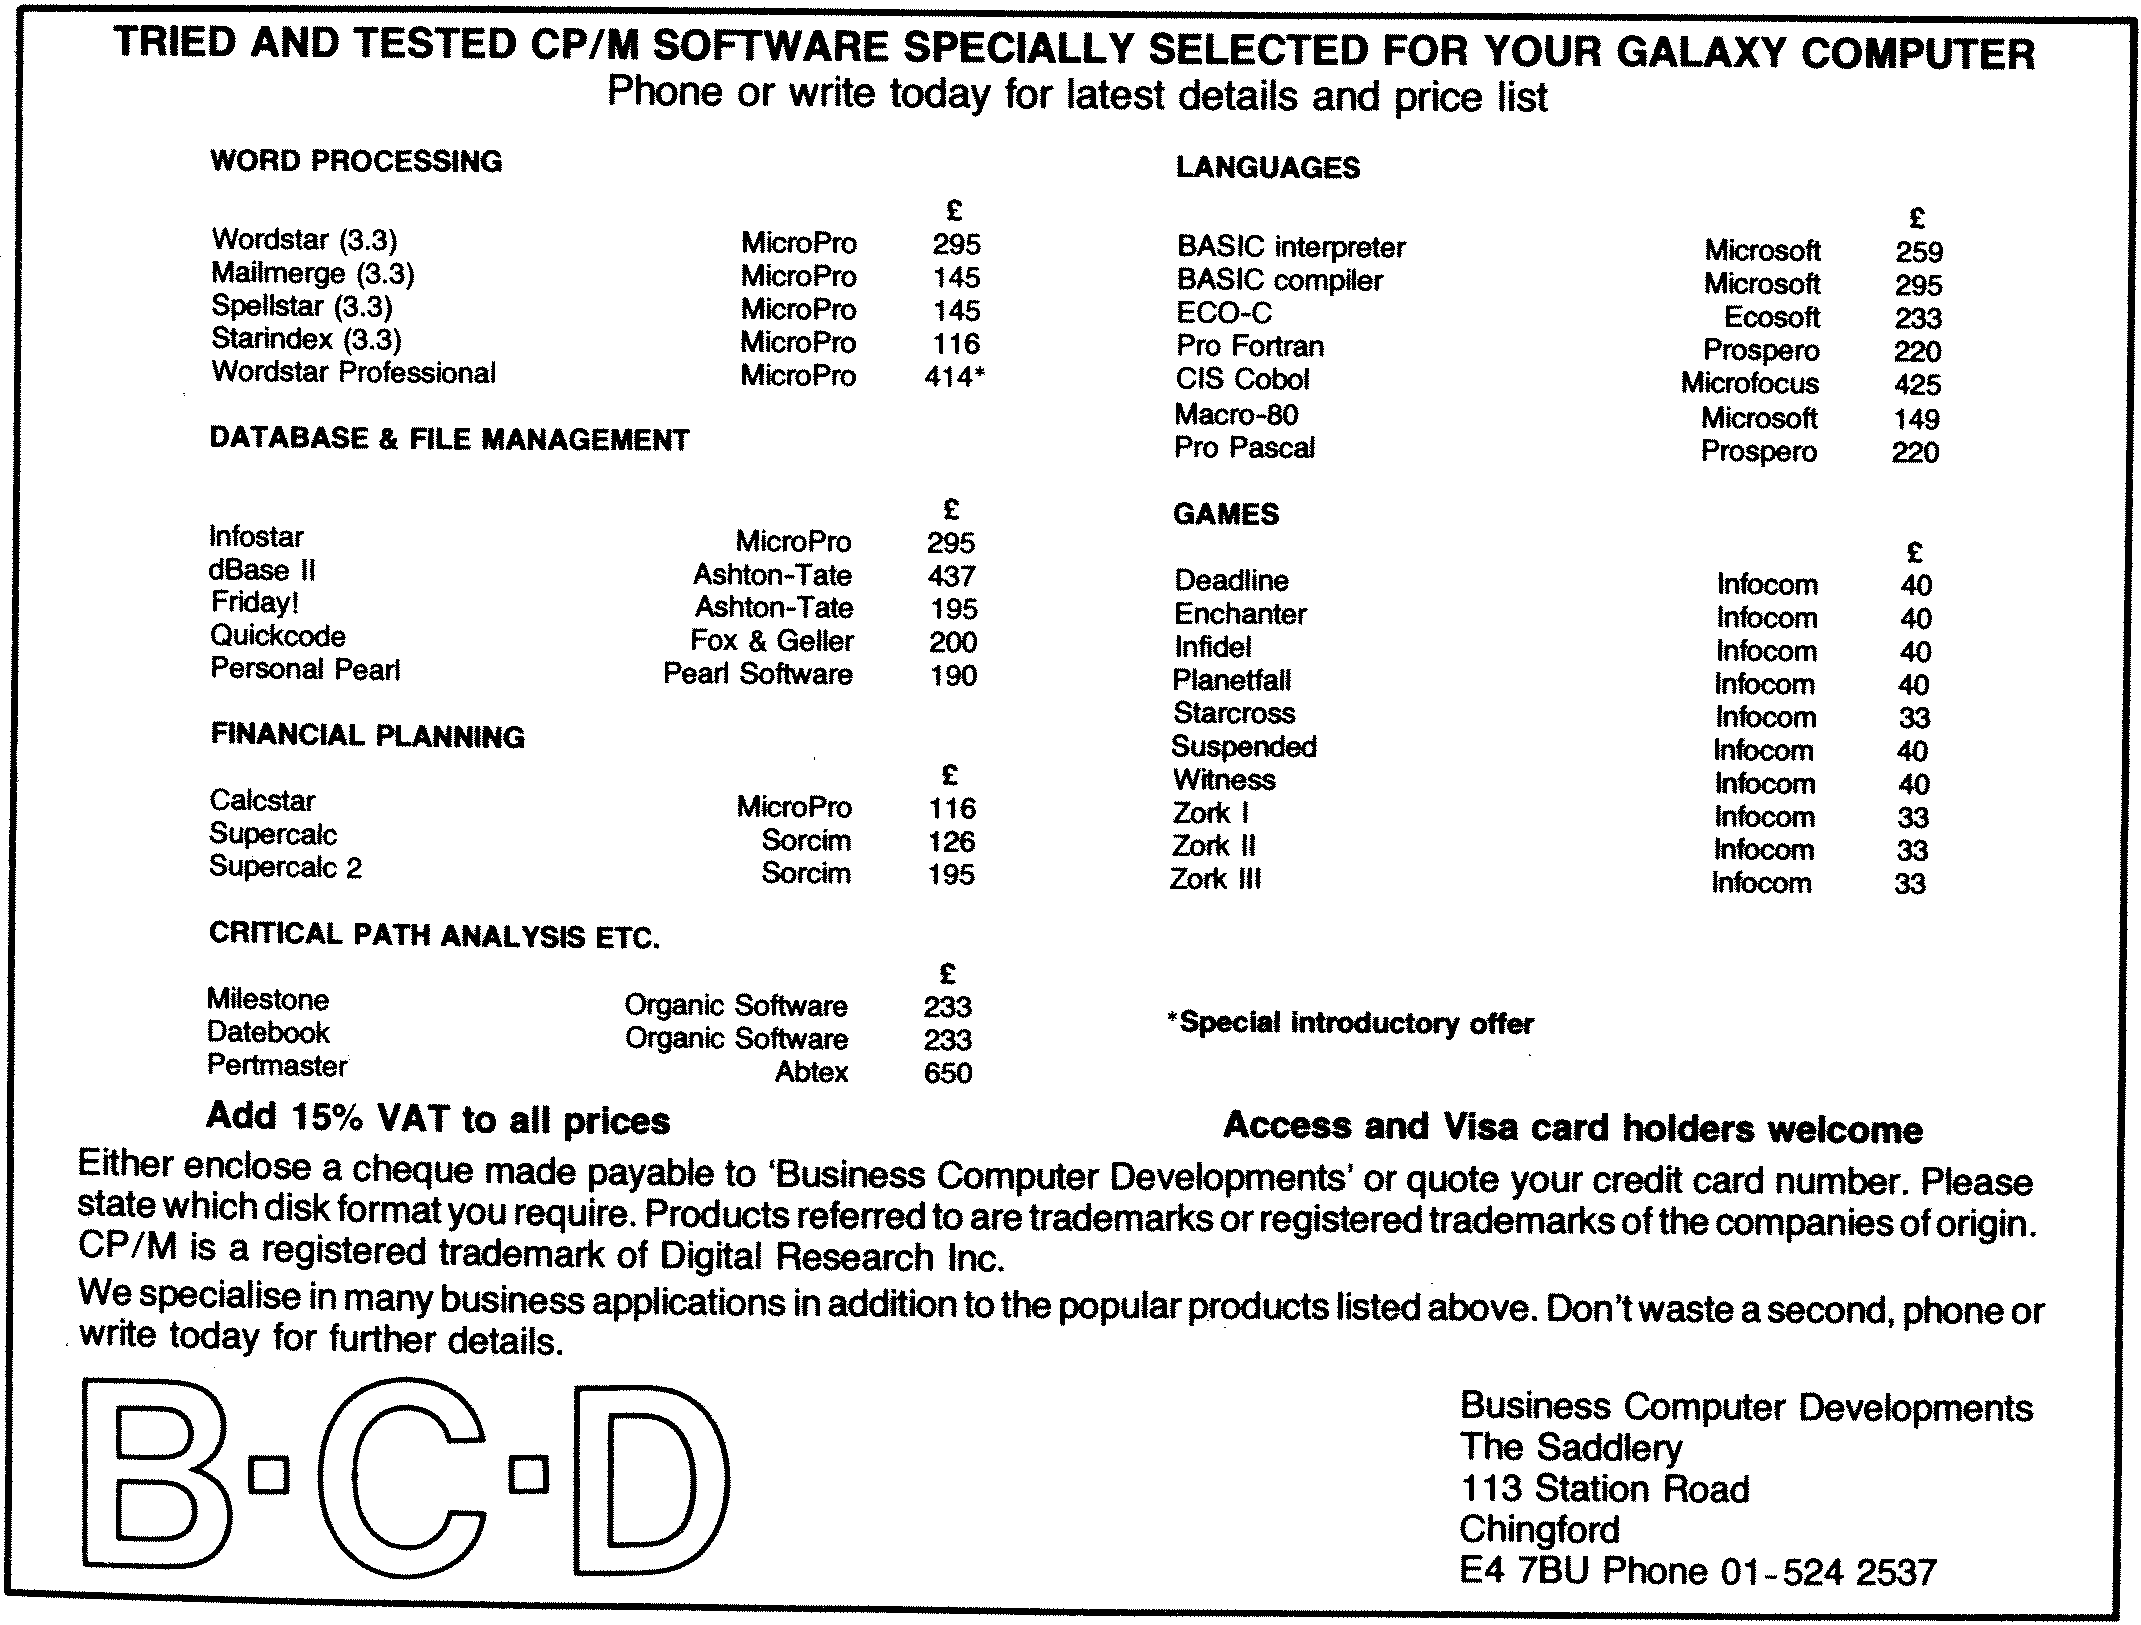 TRIED AND TESTED CP/M SOFTWARE SPECIALLY SELECTED FOR YOUR GALAXY COMPUTER
Phone or write today for latest details and price list
WORD PROCESSING
£
Wordstar (3.3) MicroPro 295
Mailmerge (3.3) MicroPro 145
Spellstar (3.3) MicroPro 145
Starindex (3.3) MicroPro 116
Wordstar Professional MicroPro 414*
DATABASE & FILE MANAGEMENT
£
Infostar MicroPro 295
dBase II Ashton-Tate 437
Friday! Ashton-Tate 195
Quickcode Fox & Geller 200
Personal Pearl Pearl Software 190
FINANCIAL PLANNING
£
Calcstar MicroPro 116
Supercalc Sorcim 126
Supercalc 2 Sorcim 195
CRITICAL PATH ANALYSIS ETC.
£
Milestone Organic Software 233
Datebook Organic Software 233
Pertmaster Abtex 650
LANGUAGES
£
BASIC interpreter Microsoft 259
BASIC compiler Microsoft 295
ECO-C Ecosoft 233
Pro Fortran Prospero 220
CIS Cobol Microfocus 425
Macro-80 Microsoft 149
Pro Pascal Prospero 220
GAMES
£
Deadline Infocom 40
Enchanter Infocom 40
Infidel Infocom 40
Planetfall Infocom 40
Starcross Infocom 33
Suspended Infocom 40
Witness Infocom 40
Zork I Infocom 33
Zork II Infocom 33
Zork III Infocom 33
*Special introductory offer
Add 15% VAT to all prices
Access and Visa card holders welcome
Either enclose a cheque made payable to 'Business Computer Developments' or quote your credit card number. Please
state which disk format you require. Products referred to are trademarks or registered trademarks of the companies of origin.
CP/M is a registered trademark of Digital Research Inc.
We specialise in many business applications in addition to the popular products listed above. Don't waste a second, phone or
write today for further details.
B·C·D
Business Computer Developments
The Saddlery
113 Station Road
Chingford
E4 7BU Phone 01-524 2537